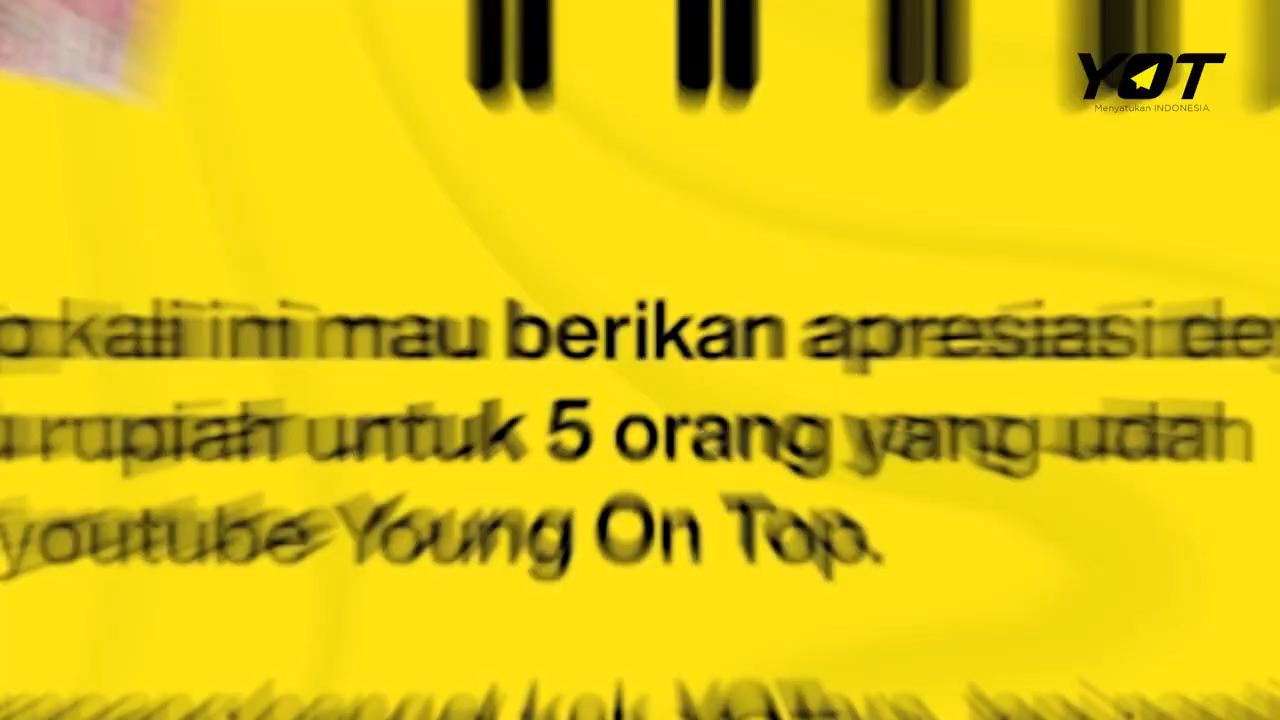 YOT
Menyatukan INDONESIA
kali ini mau berikan apresiasi
rupiah untuk 5 orang yang udah
youtube Young On Top.